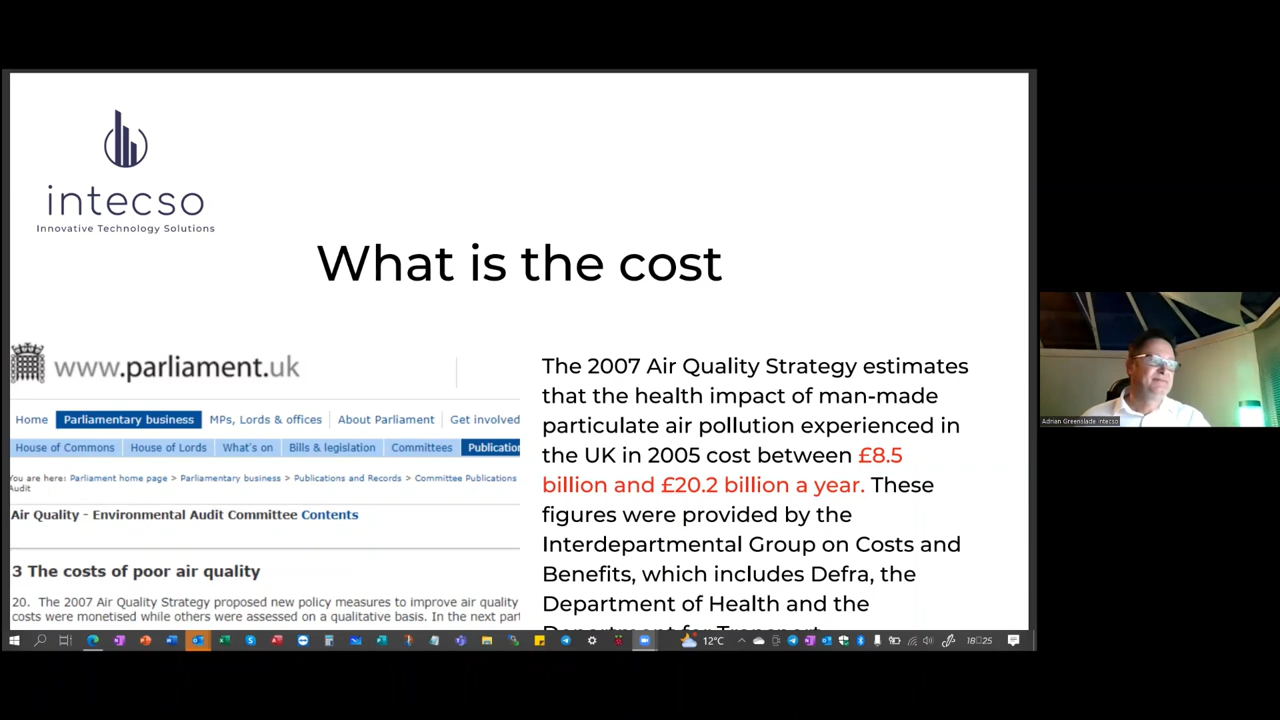 intecso
Innovative Technology Solutions
What is the cost
www.parliament.uk
Home Parliamentary business MPs, Lords & offices About Parliament Get involved
House of Commons House of Lords What's on Bills & legislation Committees Publication
You are here: Parliament home page > Parliamentary business > Publications and Records > Committee Publications
Audit
Air Quality - Environmental Audit Committee Contents
3 The costs of poor air quality
20. The 2007 Air Quality Strategy proposed new policy measures to improve air quality
costs were monetised while others were assessed on a qualitative basis. In the next part
The 2007 Air Quality Strategy estimates
that the health impact of man-made
particulate air pollution experienced in
the UK in 2005 cost between £8.5
billion and £20.2 billion a year. These
figures were provided by the
Interdepartmental Group on Costs and
Benefits, which includes Defra, the
Department of Health and the
Department for Transport
Adrian Greenslade intecso
12°C
18:25